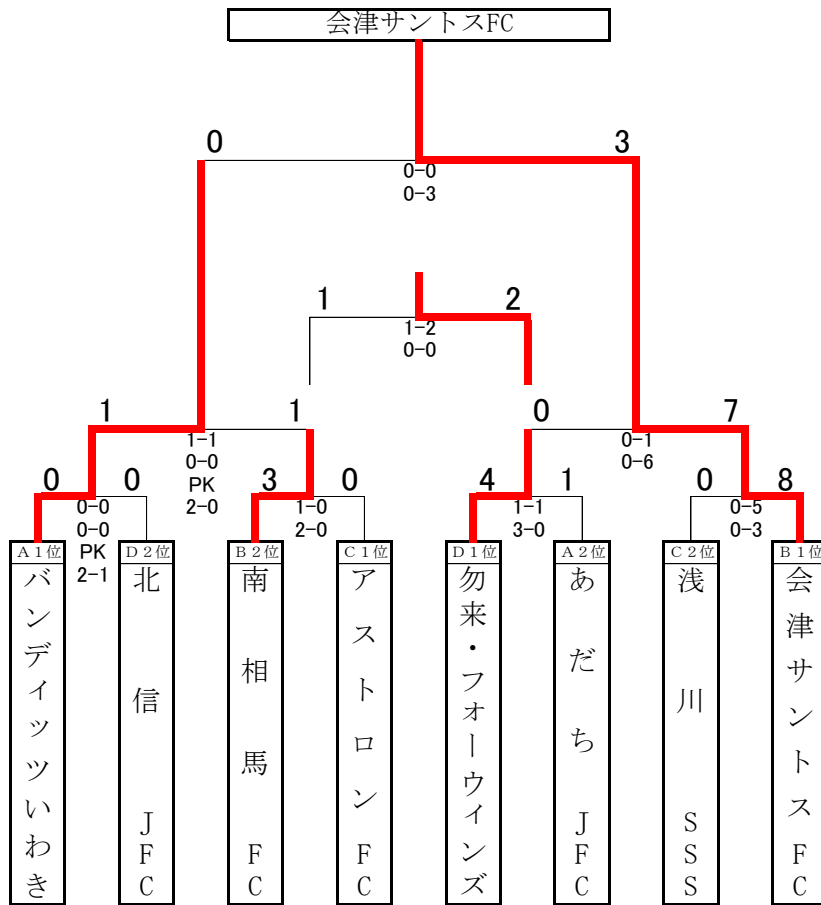 会津サントスFC
0
3
0-0
0-3
1
2
1-2
0-0
1
1
1-1
0-0
PK
2-0
0
7
0-1
0-6
0
0
0-0
0-0
PK
2-1
3
0
1-0
2-0
4
1
1-1
3-0
0
8
0-5
0-3
A1位
バンディッツいわき
D2位
北信JFC
B2位
南相馬FC
C1位
アストロンFC
D1位
勿来・フォーウィンズ
A2位
あだちJFC
C2位
浅川SSS
B1位
会津サントスFC